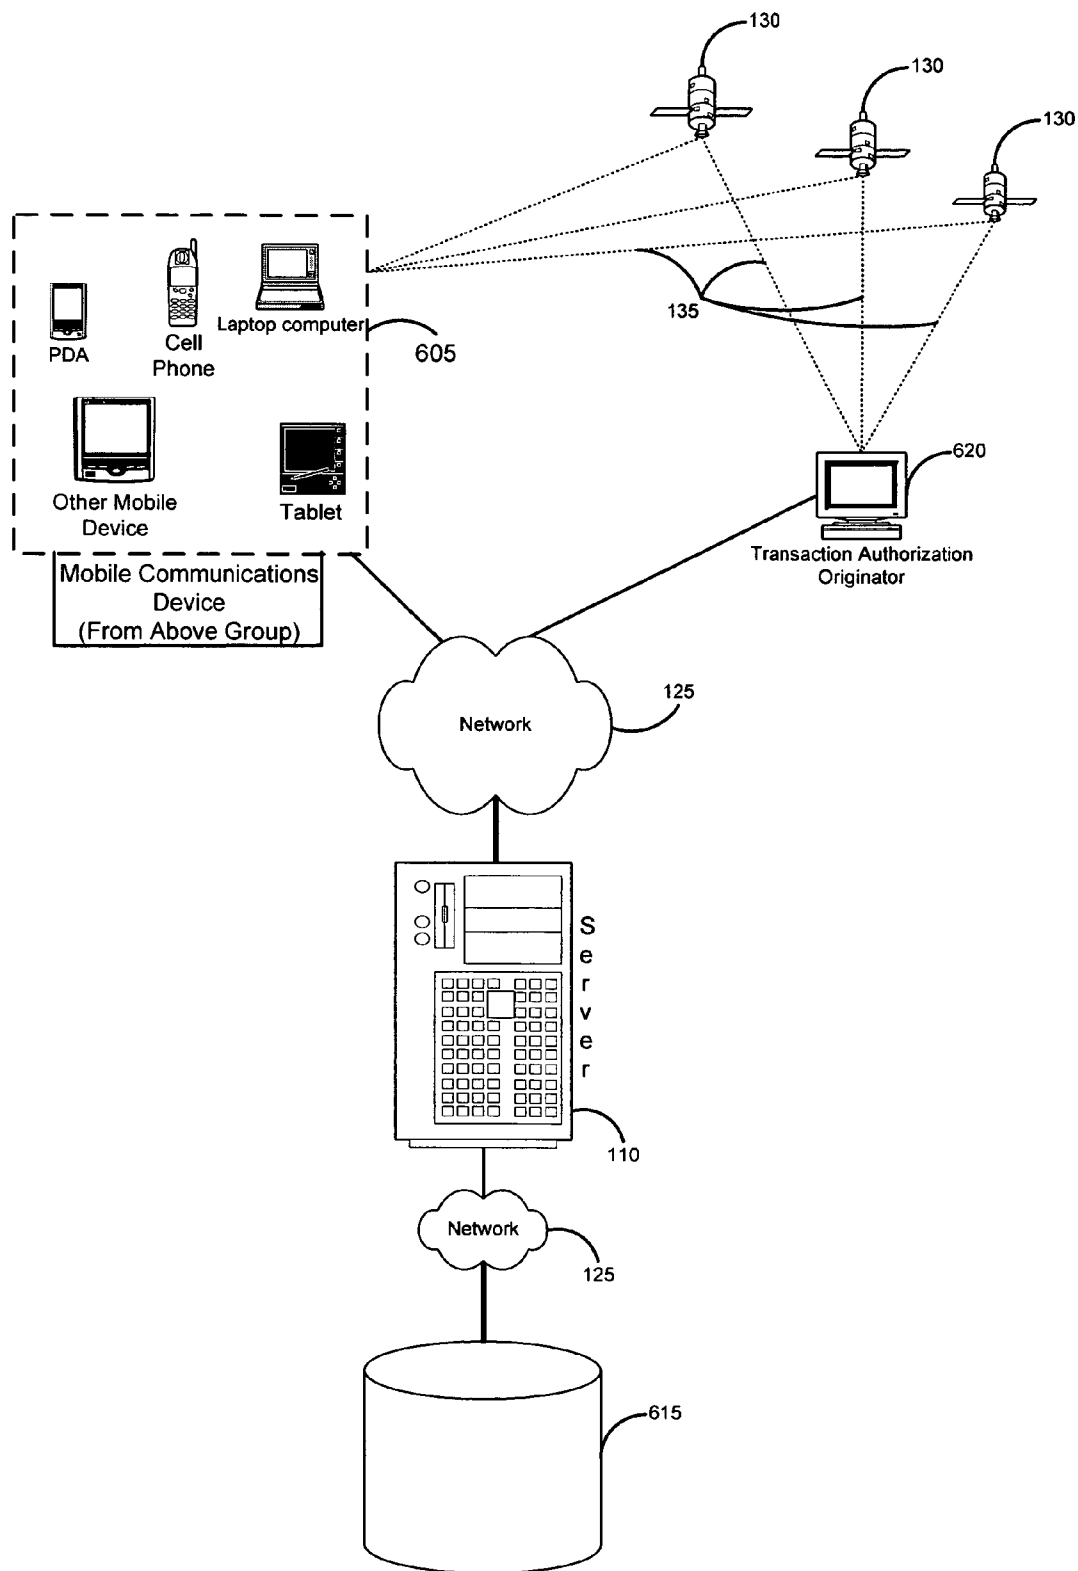 130
130
130
PDA
Cell
Phone
Laptop computer
605
135
Other Mobile
Device
Tablet
620
Transaction Authorization
Originator
Mobile Communications
Device
(From Above Group)
Network
125
Server
110
Network
125
615